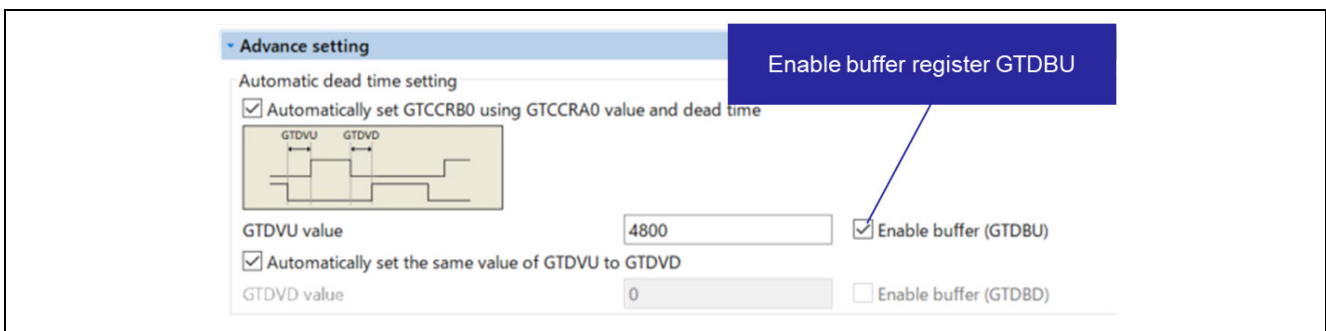 Advance setting
Enable buffer register GTDBU
Automatic dead time setting
Automatically set GTCCRB0 using GTCCRA0 value and dead time
GTDVU GTDVD
GTDVU value 4800 Enable buffer (GTDBU)
Automatically set the same value of GTDVU to GTDVD
GTDVD value 0 Enable buffer (GTDBD)